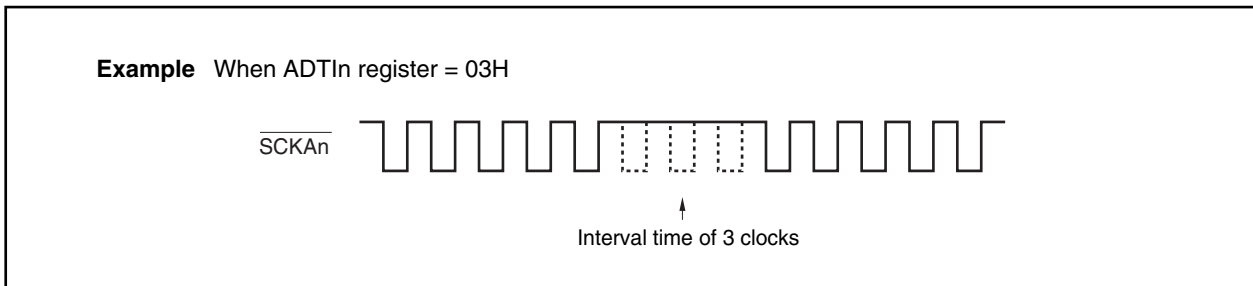 Example When ADTIn register = 03H
SCKAn
Interval time of 3 clocks